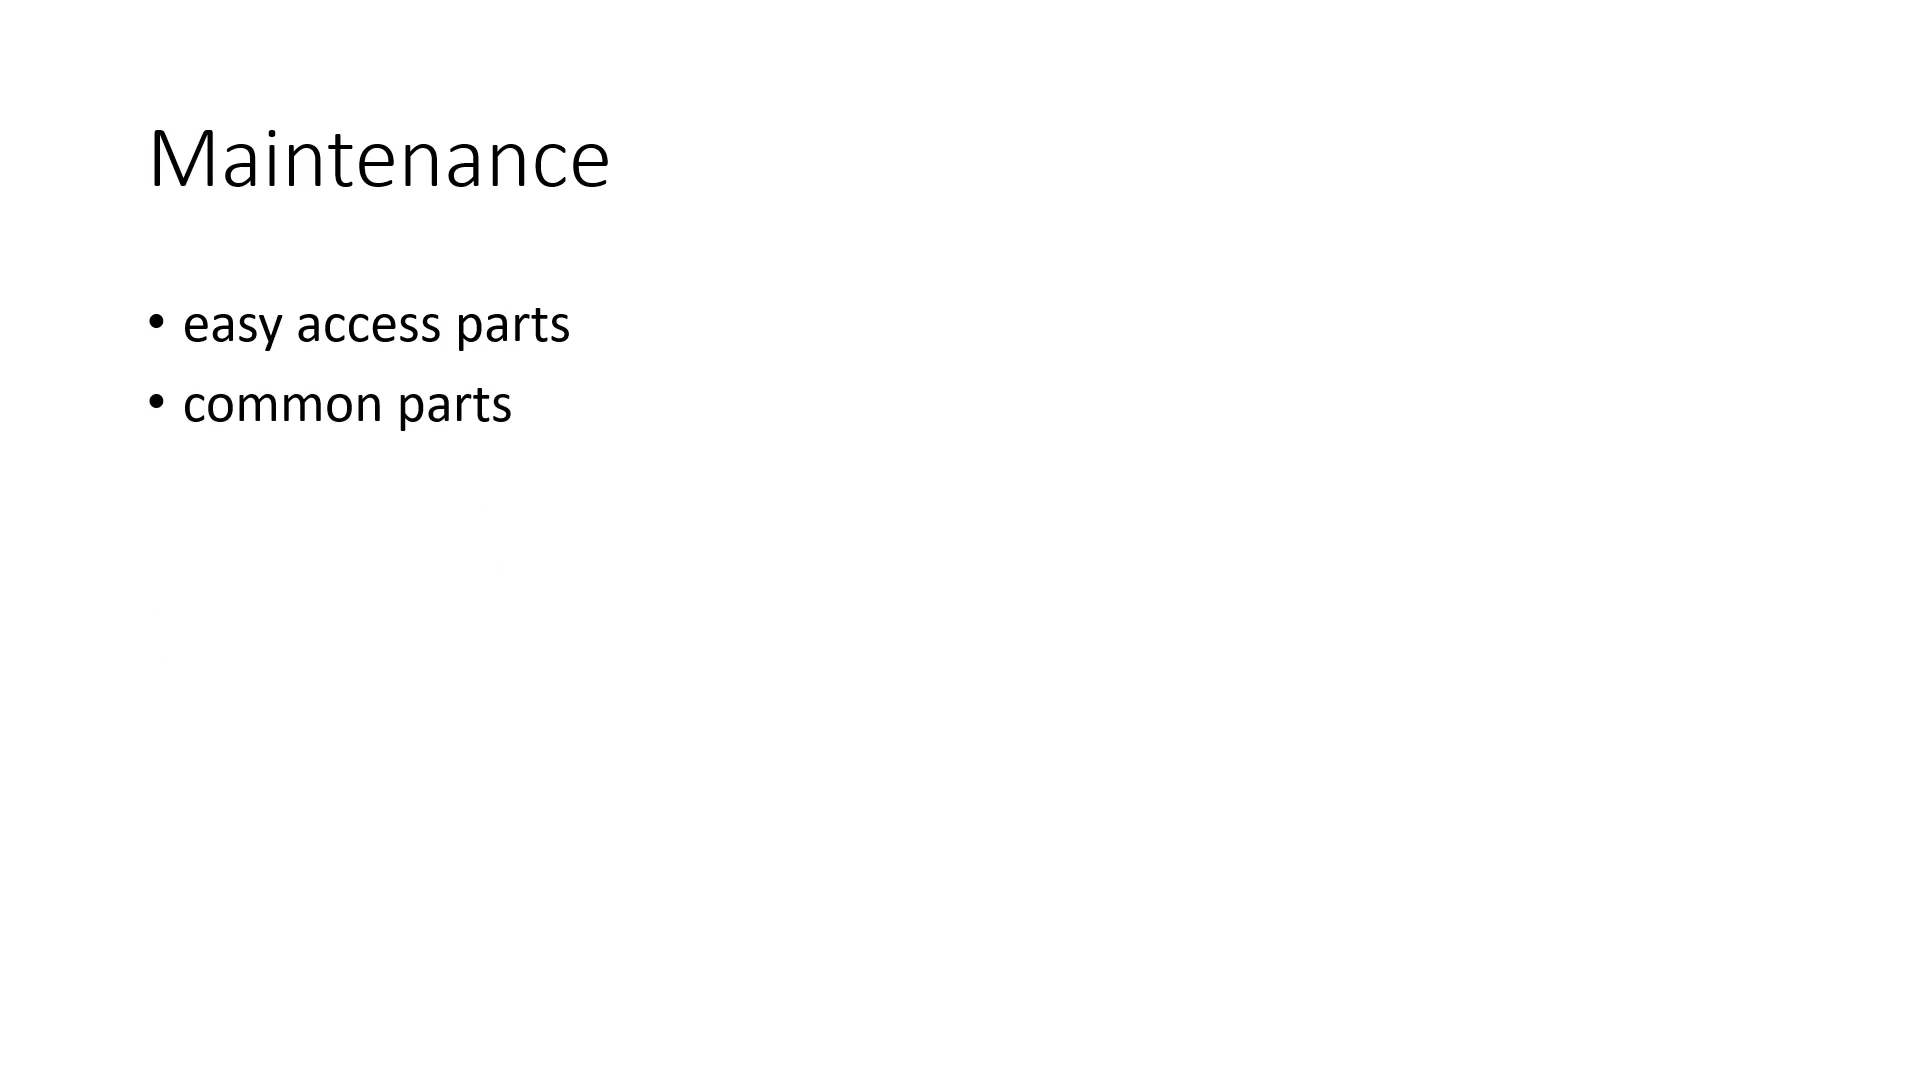 Maintenance
• easy access parts
• common parts